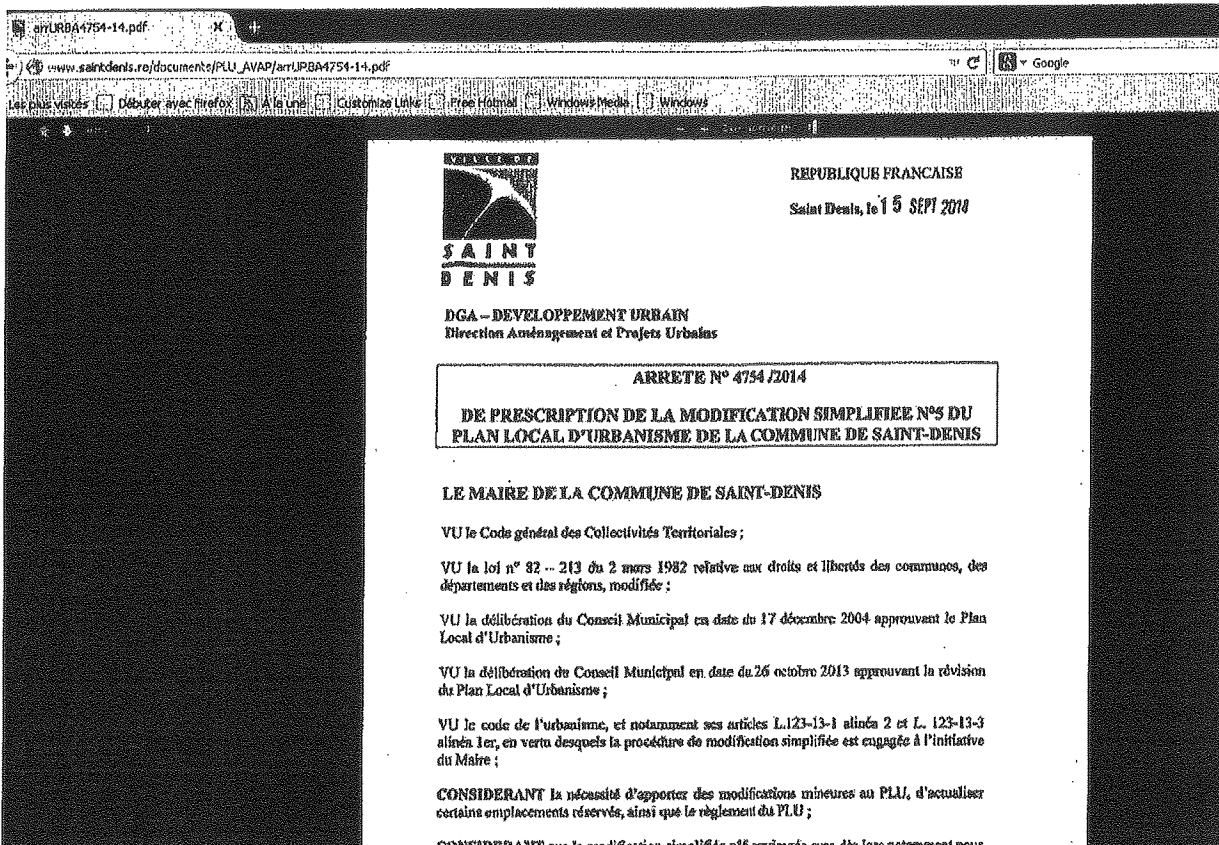 arrURBA4754-14.pdf
www.saintdenis.re/documents/PLU_AVAP/arrURBA4754-14.pdf
Google
Les plus visités Débuter avec Firefox A la une Customize Links Free Hotmail Windows Media Windows
REPUBLIQUE FRANCAISE
Saint Denis, le 15 SEPT 2014
SAINT
DENIS
DGA – DEVELOPPEMENT URBAIN
Direction Aménagement et Projets Urbains
ARRETE N° 4754 /2014
DE PRESCRIPTION DE LA MODIFICATION SIMPLIFIEE N°5 DU
PLAN LOCAL D'URBANISME DE LA COMMUNE DE SAINT-DENIS
LE MAIRE DE LA COMMUNE DE SAINT-DENIS
VU le Code général des Collectivités Territoriales ;
VU la loi n° 82 -- 213 du 2 mars 1982 relative aux droits et libertés des communes, des
départements et des régions, modifiée ;
VU la délibération du Conseil Municipal en date du 17 décembre 2004 approuvant le Plan
Local d'Urbanisme ;
VU la délibération du Conseil Municipal en date du 26 octobre 2013 approuvant la révision
du Plan Local d'Urbanisme ;
VU le code de l'urbanisme, et notamment ses articles L.123-13-1 alinéa 2 et L. 123-13-3
alinéa 1er, en vertu desquels la procédure de modification simplifiée est engagée à l'initiative
du Maire ;
CONSIDERANT la nécessité d'apporter des modifications mineures au PLU, d'actualiser
certains emplacements réservés, ainsi que le règlement du PLU ;
CONSIDERANT que la modification simplifiée n°5